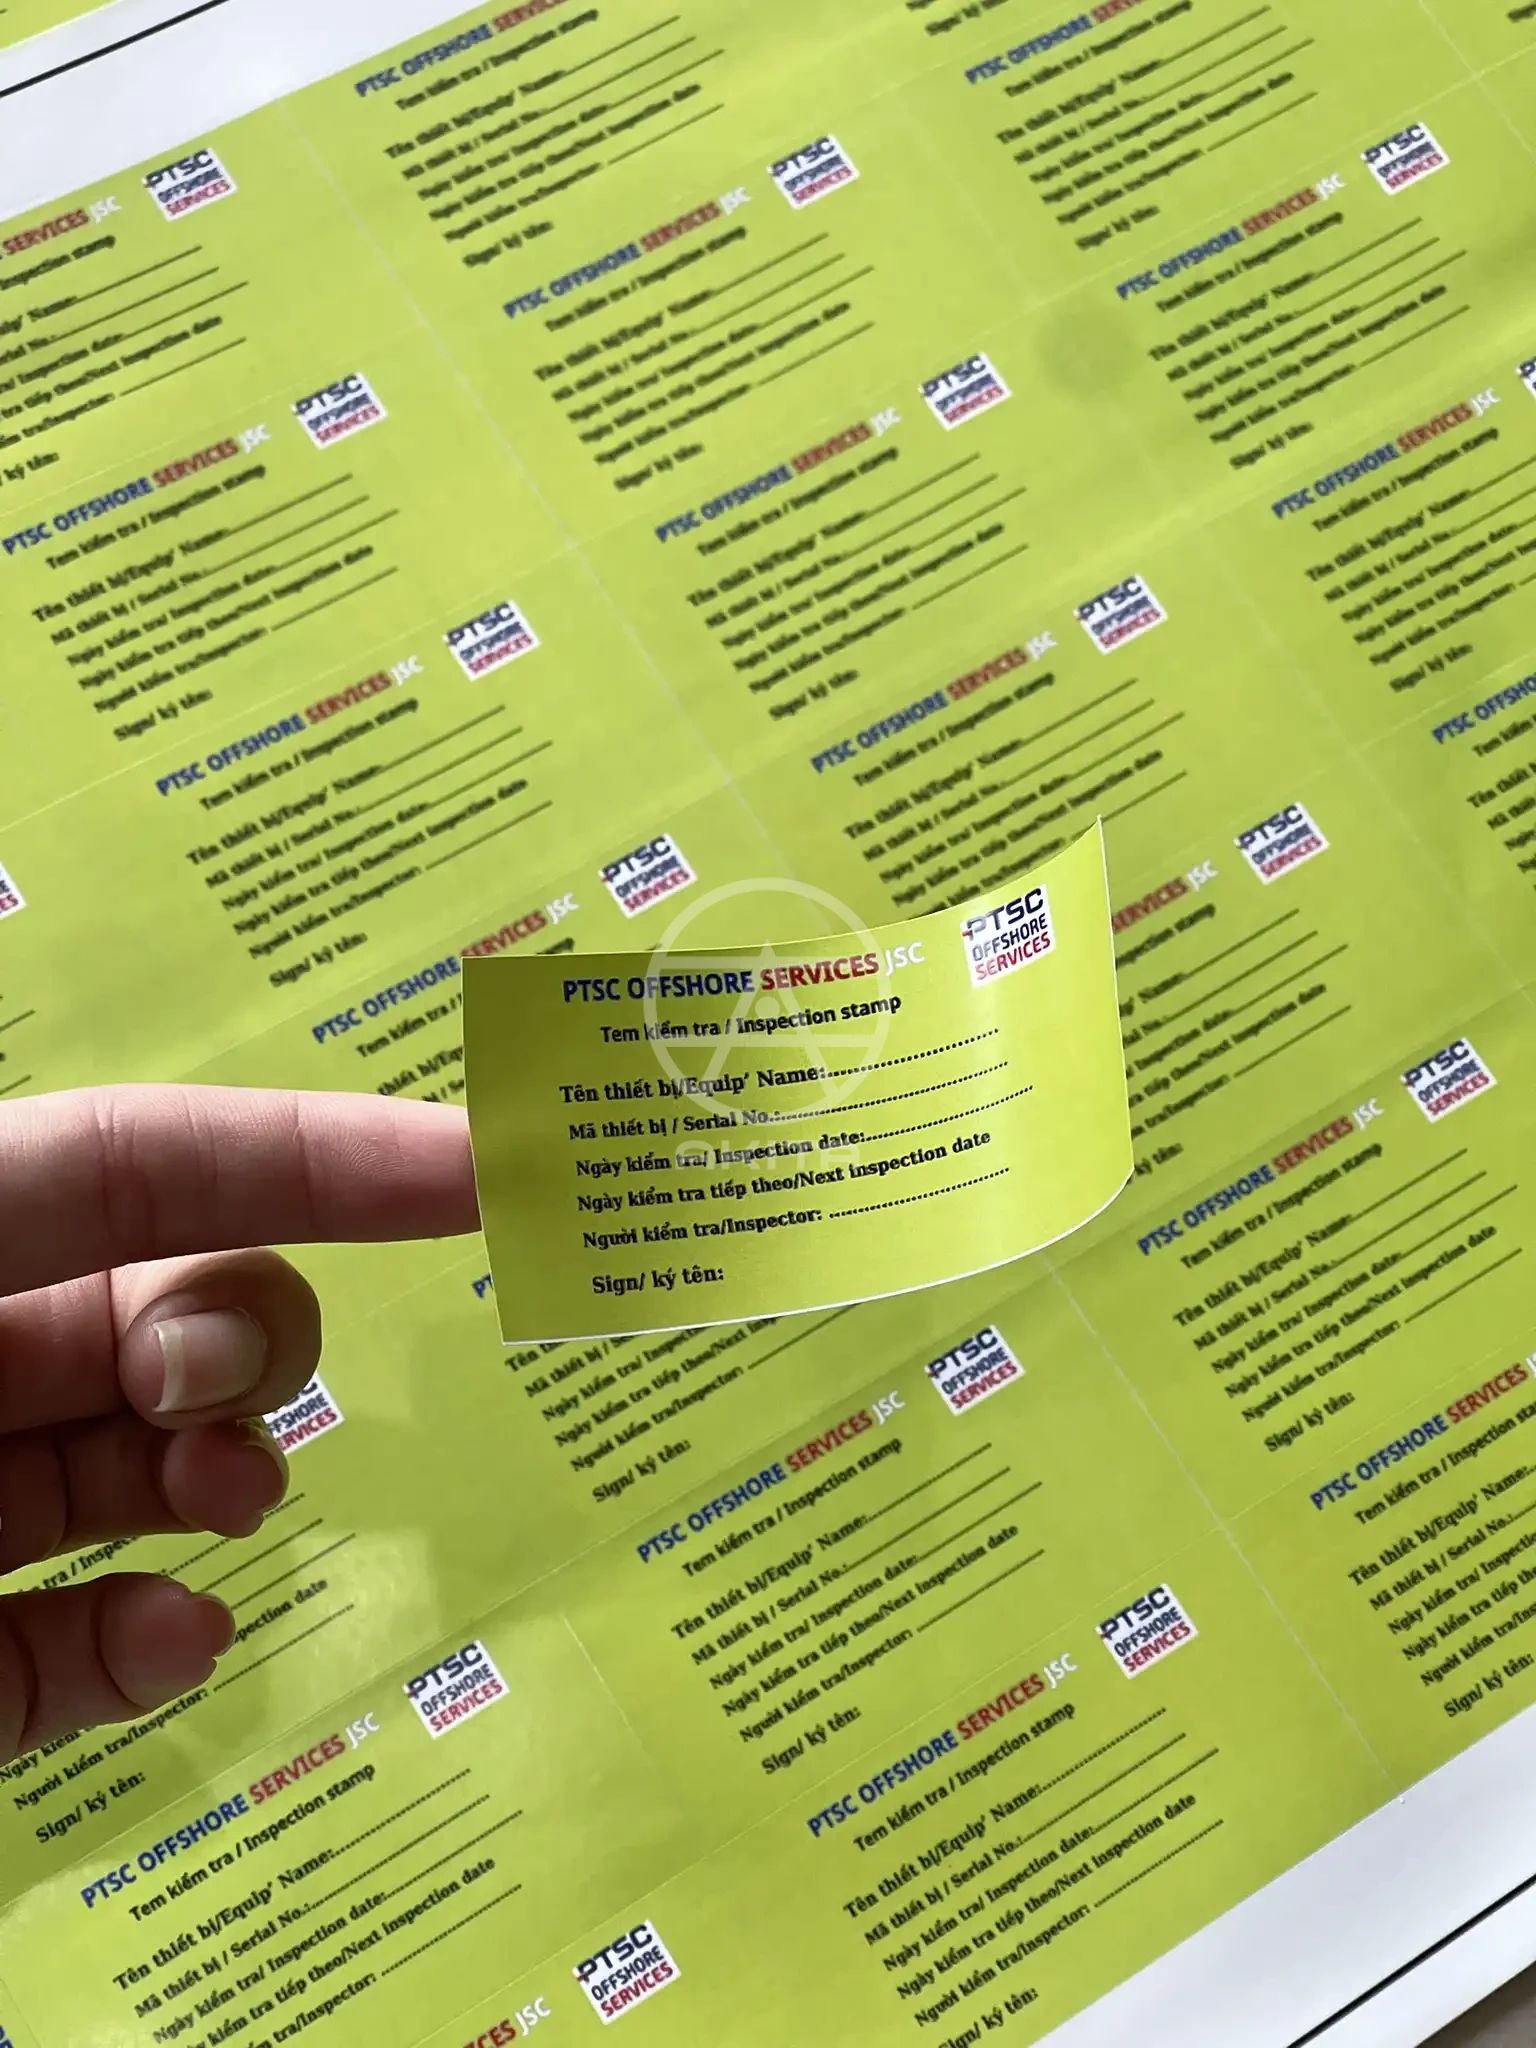 PTSC OFFSHORE SERVICES JSC
PTSC
OFFSHORE
SERVICES
Tem kiểm tra / Inspection stamp
Tên thiết bị/Equip’ Name:
Mã thiết bị / Serial No.:
Ngày kiểm tra/ Inspection date:
Ngày kiểm tra tiếp theo/Next inspection date
Người kiểm tra/Inspector:
Sign/ ký tên:
AKITA